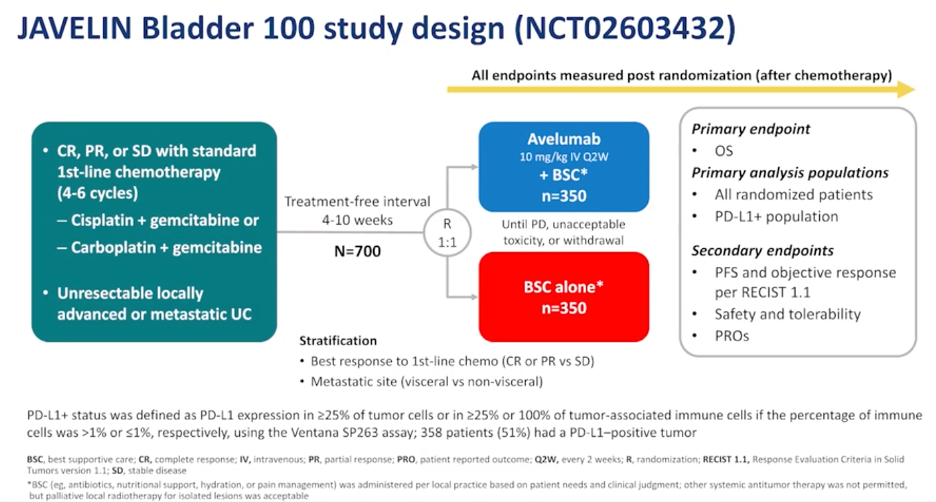 JAVELIN Bladder 100 study design (NCT02603432)
All endpoints measured post randomization (after chemotherapy)
• CR, PR, or SD with standard
1st-line chemotherapy
(4-6 cycles)
– Cisplatin + gemcitabine or
– Carboplatin + gemcitabine
• Unresectable locally
advanced or metastatic UC
Treatment-free interval
4-10 weeks
N=700
R
1:1
Avelumab
10 mg/kg IV Q2W
+ BSC*
n=350
Until PD, unacceptable
toxicity, or withdrawal
BSC alone*
n=350
Primary endpoint
• OS
Primary analysis populations
• All randomized patients
• PD-L1+ population
Secondary endpoints
• PFS and objective response
per RECIST 1.1
• Safety and tolerability
• PROs
Stratification
• Best response to 1st-line chemo (CR or PR vs SD)
• Metastatic site (visceral vs non-visceral)
PD-L1+ status was defined as PD-L1 expression in ≥25% of tumor cells or in ≥25% or 100% of tumor-associated immune cells if the percentage of immune
cells was >1% or ≤1%, respectively, using the Ventana SP263 assay; 358 patients (51%) had a PD-L1–positive tumor
BSC, best supportive care; CR, complete response; IV, intravenous; PR, partial response; PRO, patient reported outcome; Q2W, every 2 weeks; R, randomization; RECIST 1.1, Response Evaluation Criteria in Solid
Tumors version 1.1; SD, stable disease
*BSC (eg, antibiotics, nutritional support, hydration, or pain management) was administered per local practice based on patient needs and clinical judgment; other systemic antitumor therapy was not permitted,
but palliative local radiotherapy for isolated lesions was acceptable